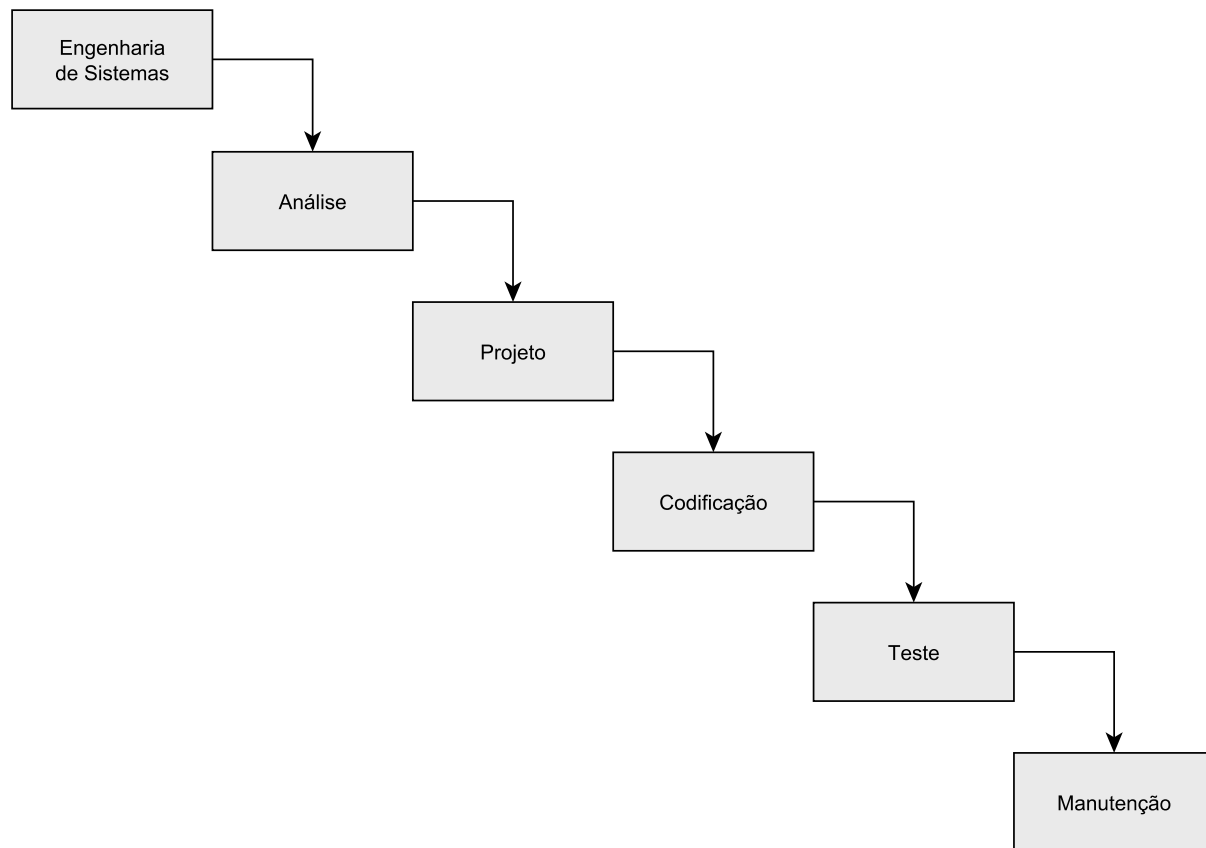 Engenharia
de Sistemas
Análise
Projeto
Codificação
Teste
Manutenção